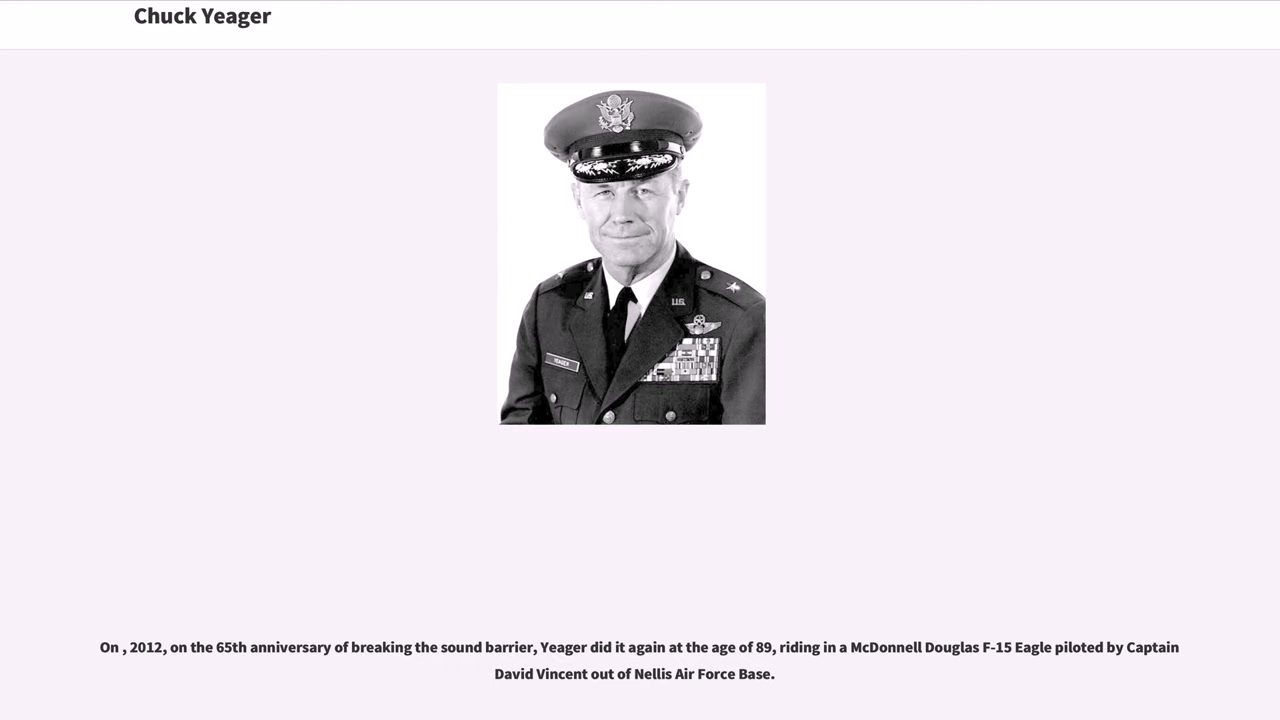 Chuck Yeager
U.S.
YEAGER
On , 2012, on the 65th anniversary of breaking the sound barrier, Yeager did it again at the age of 89, riding in a McDonnell Douglas F-15 Eagle piloted by Captain
David Vincent out of Nellis Air Force Base.